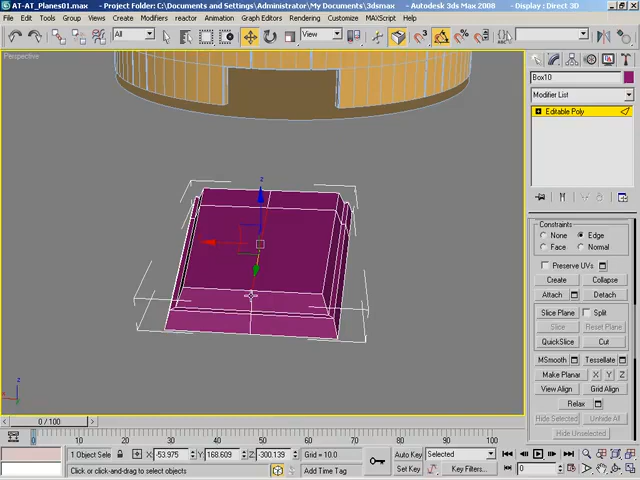 AT-AT_Planes01.max - Project Folder: C:\Documents and Settings\Administrator\My Documents\3dsmax - Autodesk 3ds Max 2008 - Display : Direct 3D
File Edit Tools Group Views Create Modifiers reactor Animation Graph Editors Rendering Customize MAXScript Help
All View
Perspective
Box10
Modifier List
Editable Poly
Constraints
None Edge
Face Normal
Preserve UVs
Create Collapse
Attach Detach
Slice Plane Split
Slice Reset Plane
QuickSlice Cut
MSmooth Tessellate
Make Planar X Y Z
View Align Grid Align
Relax
Hide Selected Unhide All
Hide Unselected
z
x
z
0 / 100
0 10 20 30 40 50 60 70 80 90 100
1 Object Selected X: -53.975 Y: 168.609 Z: -300.139 Grid = 10.0 Auto Key Selected
Click or click-and-drag to select objects Add Time Tag Set Key Key Filters... 0